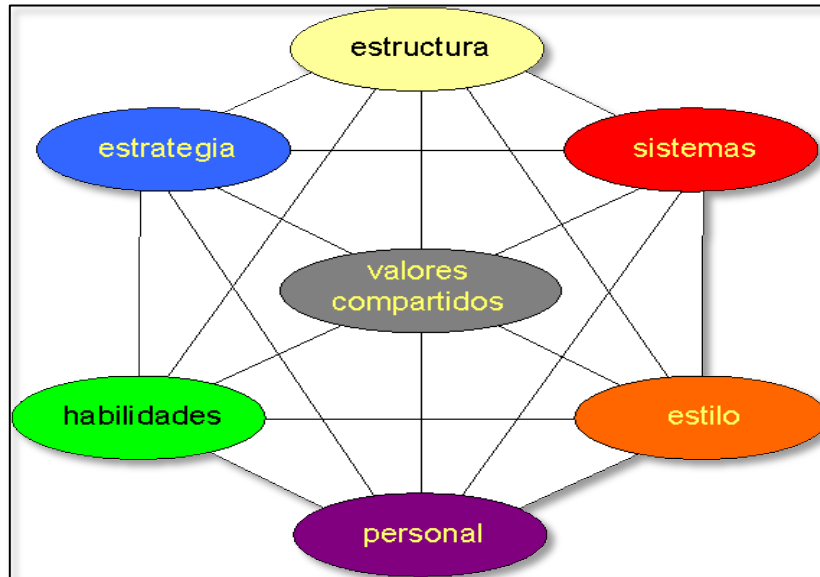 estructura
estrategia
sistemas
valores
compartidos
habilidades
estilo
personal